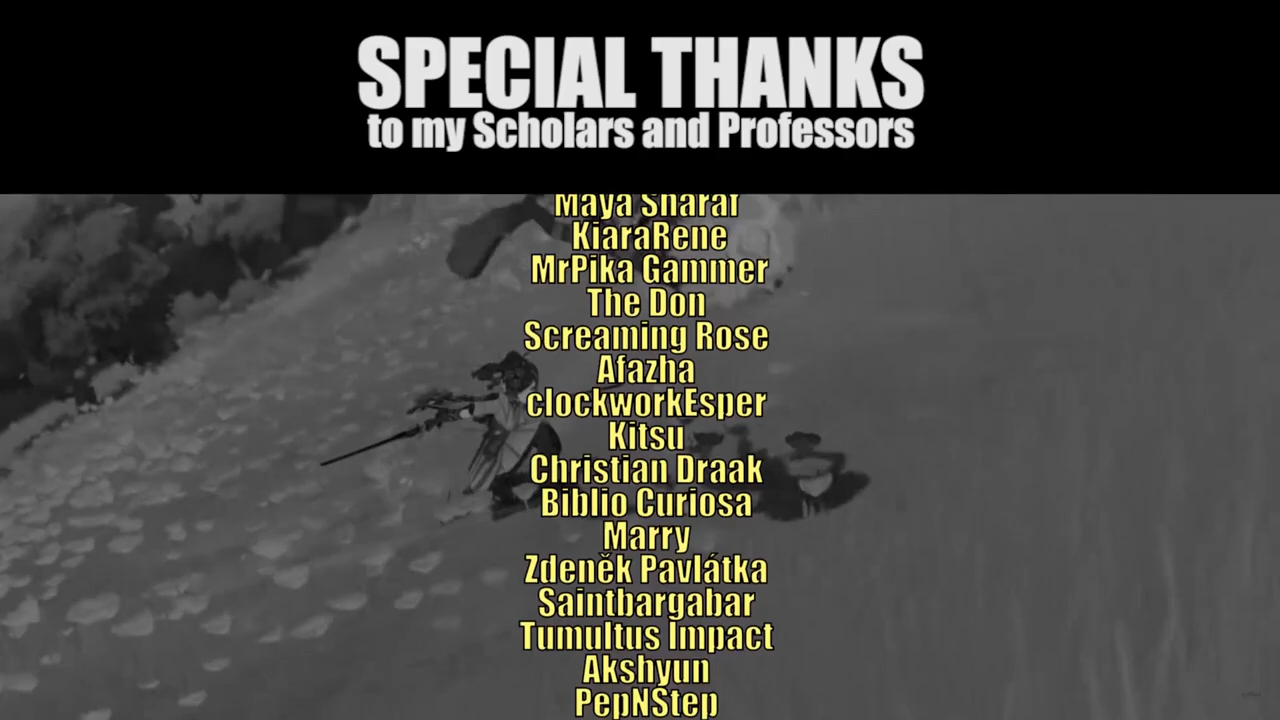 SPECIAL THANKS
to my Scholars and Professors
Maya Sharaf
KiaraRene
MrPika Gammer
The Don
Screaming Rose
Afazha
clockworkEsper
Kitsu
Christian Draak
Biblio Curiosa
Marry
Zdeněk Pavlátka
Saintbargabar
Tumultus Impact
Akshyun
PepNStep